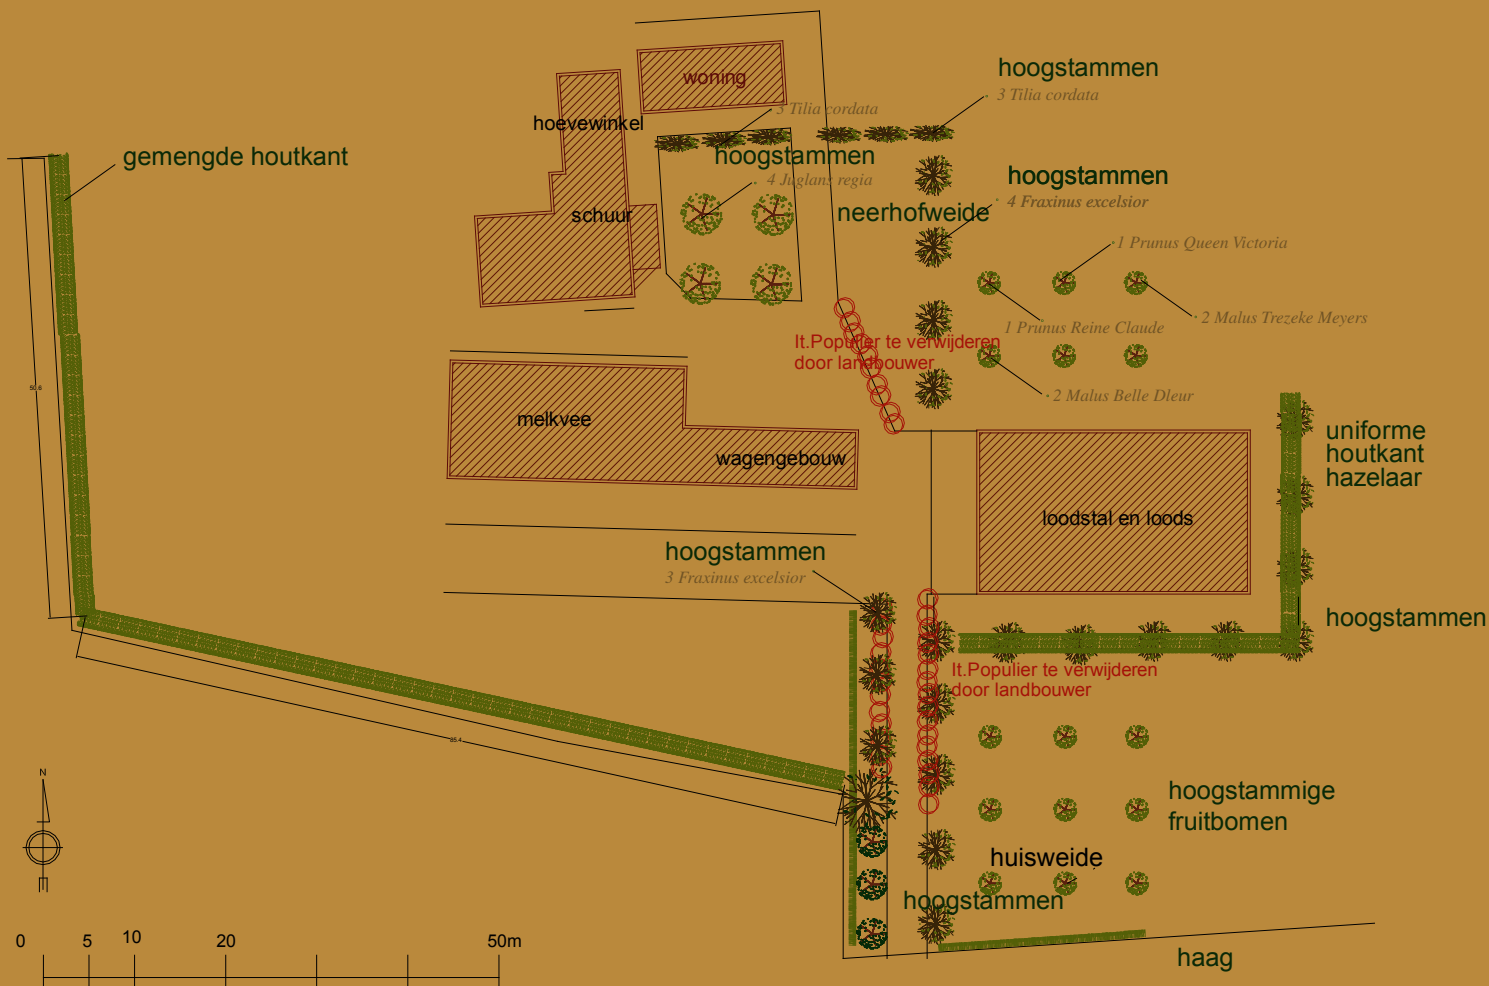 hoogstammen
3 Tilia cordata
woning
3 Tilia cordata
hoevewinkel
gemengde houtkant
hoogstammen
4 Juglans regia
hoogstammen
4 Fraxinus excelsior
schuur
neerhofweide
1 Prunus Queen Victoria
1 Prunus Reine Claude
2 Malus Trezeke Meyers
It.Populier te verwijderen
door landbouwer
2 Malus Belle Dleur
melkvee
wagengebouw
uniforme
houtkant
hazelaar
loodstal en loods
hoogstammen
3 Fraxinus excelsior
hoogstammen
It.Populier te verwijderen
door landbouwer
hoogstammige
fruitbomen
huisweide
hoogstammen
haag
N
0 5 10 20 50m